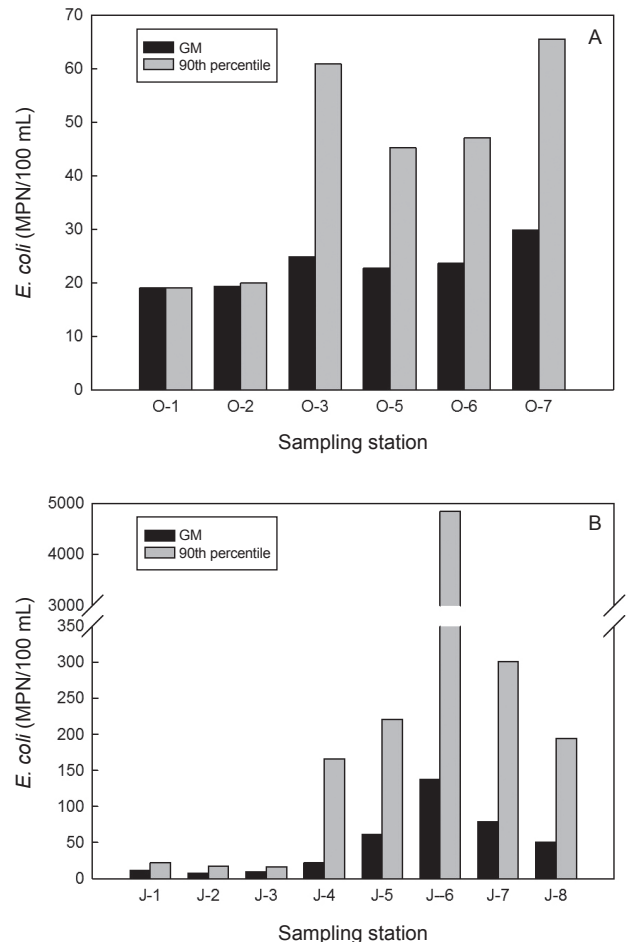 70
A
GM
90th percentile
60
50
40
30
20
10
0
E. coli (MPN/100 mL)
O-1 O-2 O-3 O-5 O-6 O-7
Sampling station
5000
B
GM
90th percentile
4000
3000
350
300
250
200
150
100
50
0
E. coli (MPN/100 mL)
J-1 J-2 J-3 J-4 J-5 J--6 J-7 J-8
Sampling station